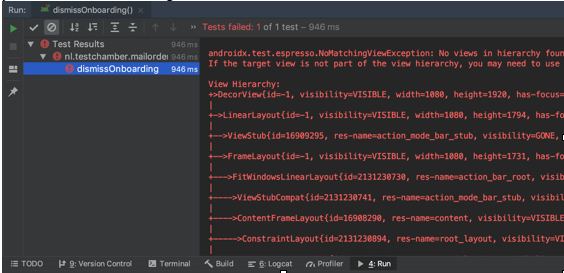 Run: dismissOnboarding()
Tests failed: 1 of 1 test – 946 ms
Test Results 946 ms
nl.testchamber.mailorder 946 ms
dismissOnboarding 946 ms
androidx.test.espresso.NoMatchingViewException: No views in hierarchy foun
If the target view is not part of the view hierarchy, you may need to use
View Hierarchy:
+>DecorView{id=-1, visibility=VISIBLE, width=1080, height=1920, has-focus=
|
+->LinearLayout{id=-1, visibility=VISIBLE, width=1080, height=1794, has-fo
|
+-->ViewStub{id=16909295, res-name=action_mode_bar_stub, visibility=GONE,
|
+-->FrameLayout{id=-1, visibility=VISIBLE, width=1080, height=1731, has-fo
|
+--->FitWindowsLinearLayout{id=2131230730, res-name=action_bar_root, visib
|
+---->ViewStubCompat{id=2131230741, res-name=action_mode_bar_stub, visibil
|
+---->ContentFrameLayout{id=16908290, res-name=content, visibility=VISIBLE
|
+----->ConstraintLayout{id=2131230894, res-name=root_layout, visibility=VI
|
TODO 9: Version Control Terminal Build 6: Logcat Profiler 4: Run